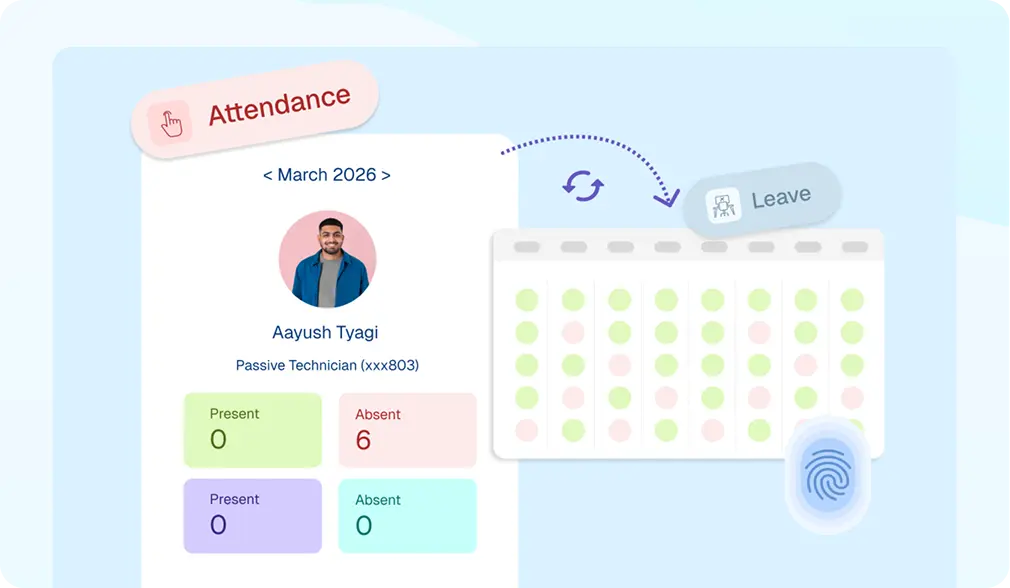 Attendance
< March 2026 >
Leave
Aayush Tyagi
Passive Technician (xxx803)
Present
0
Absent
6
Present
0
Absent
0